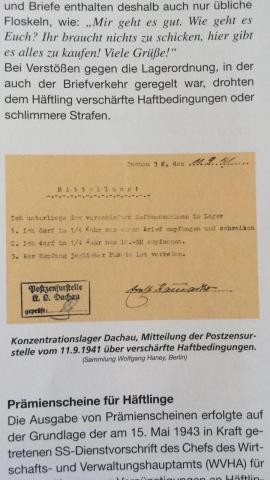 und Briefe enthalten deshalb auch nur übliche
Floskeln, wie: „Mir geht es gut. Wie geht es
Euch? Ihr braucht nichts zu schicken, hier gibt
es alles zu kaufen! Viele Grüße!“
Bei Verstößen gegen die Lagerordnung, in der
auch der Briefverkehr geregelt war, drohten
dem Häftling verschärfte Haftbedingungen oder
schlimmere Strafen.
Dachau 3 K. den 11.9.41.
Mitteilung!
Ich unterliege den verschärften Haftbedingungen im Lager
1. Ich darf in 1/4 Jahr nur einen Brief empfangen und schreiben
2. Ich darf in 1/4 Jahr nur 10.-RM empfangen.
3. Der Empfang jeglicher Pakete ist verboten.
Postzensurstelle
K. L. Dachau
geprüft:
Konzentrationslager Dachau, Mitteilung der Postzensur-
stelle vom 11.9.1941 über verschärfte Haftbedingungen.
(Sammlung Wolfgang Haney, Berlin)
Prämienscheine für Häftlinge
Die Ausgabe von Prämienscheinen erfolgte auf
der Grundlage der am 15. Mai 1943 in Kraft ge-
tretenen SS-Dienstvorschrift des Chefs des Wirt-
schafts- und Verwaltungshauptamts (WVHA) für